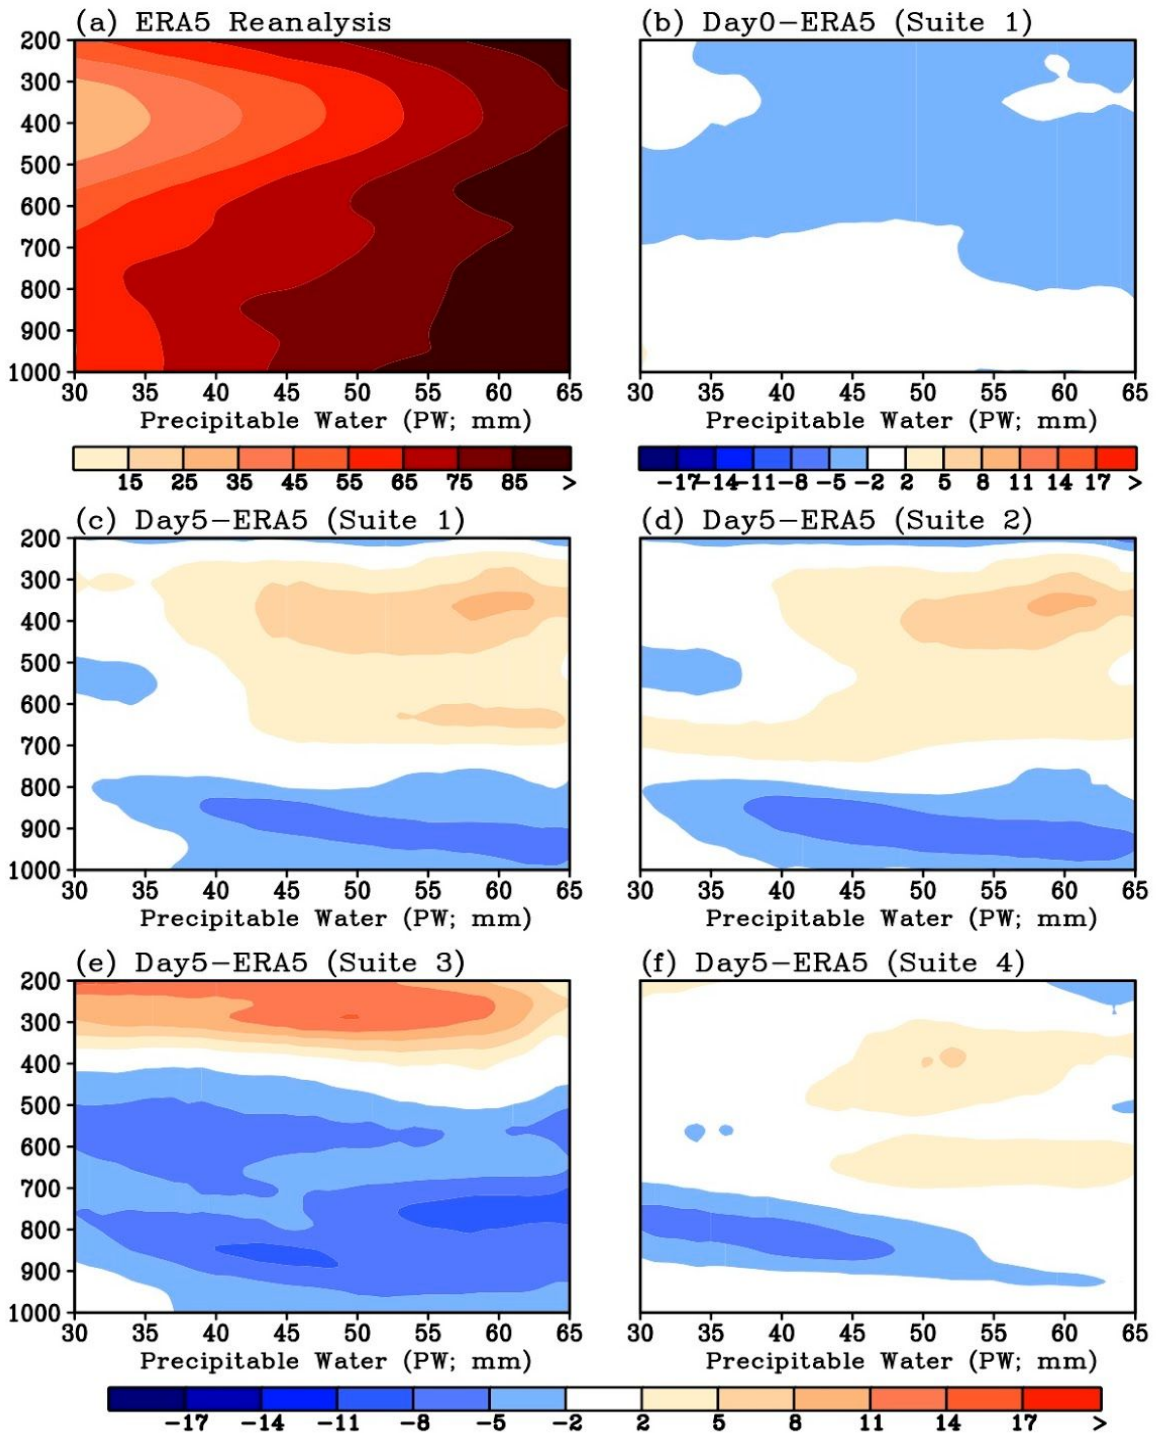 (a) ERA5 Reanalysis
200
300
400
500
600
700
800
900
1000
30 35 40 45 50 55 60 65
Precipitable Water (PW; mm)
15 25 35 45 55 65 75 85 >
(b) Day0-ERA5 (Suite 1)
30 35 40 45 50 55 60 65
Precipitable Water (PW; mm)
-17 -14 -11 -8 -5 -2 2 5 8 11 14 17 >
(c) Day5-ERA5 (Suite 1)
200
300
400
500
600
700
800
900
1000
30 35 40 45 50 55 60 65
Precipitable Water (PW; mm)
(d) Day5-ERA5 (Suite 2)
30 35 40 45 50 55 60 65
Precipitable Water (PW; mm)
(e) Day5-ERA5 (Suite 3)
200
300
400
500
600
700
800
900
1000
30 35 40 45 50 55 60 65
Precipitable Water (PW; mm)
(f) Day5-ERA5 (Suite 4)
30 35 40 45 50 55 60 65
Precipitable Water (PW; mm)
-17 -14 -11 -8 -5 -2 2 5 8 11 14 17 >